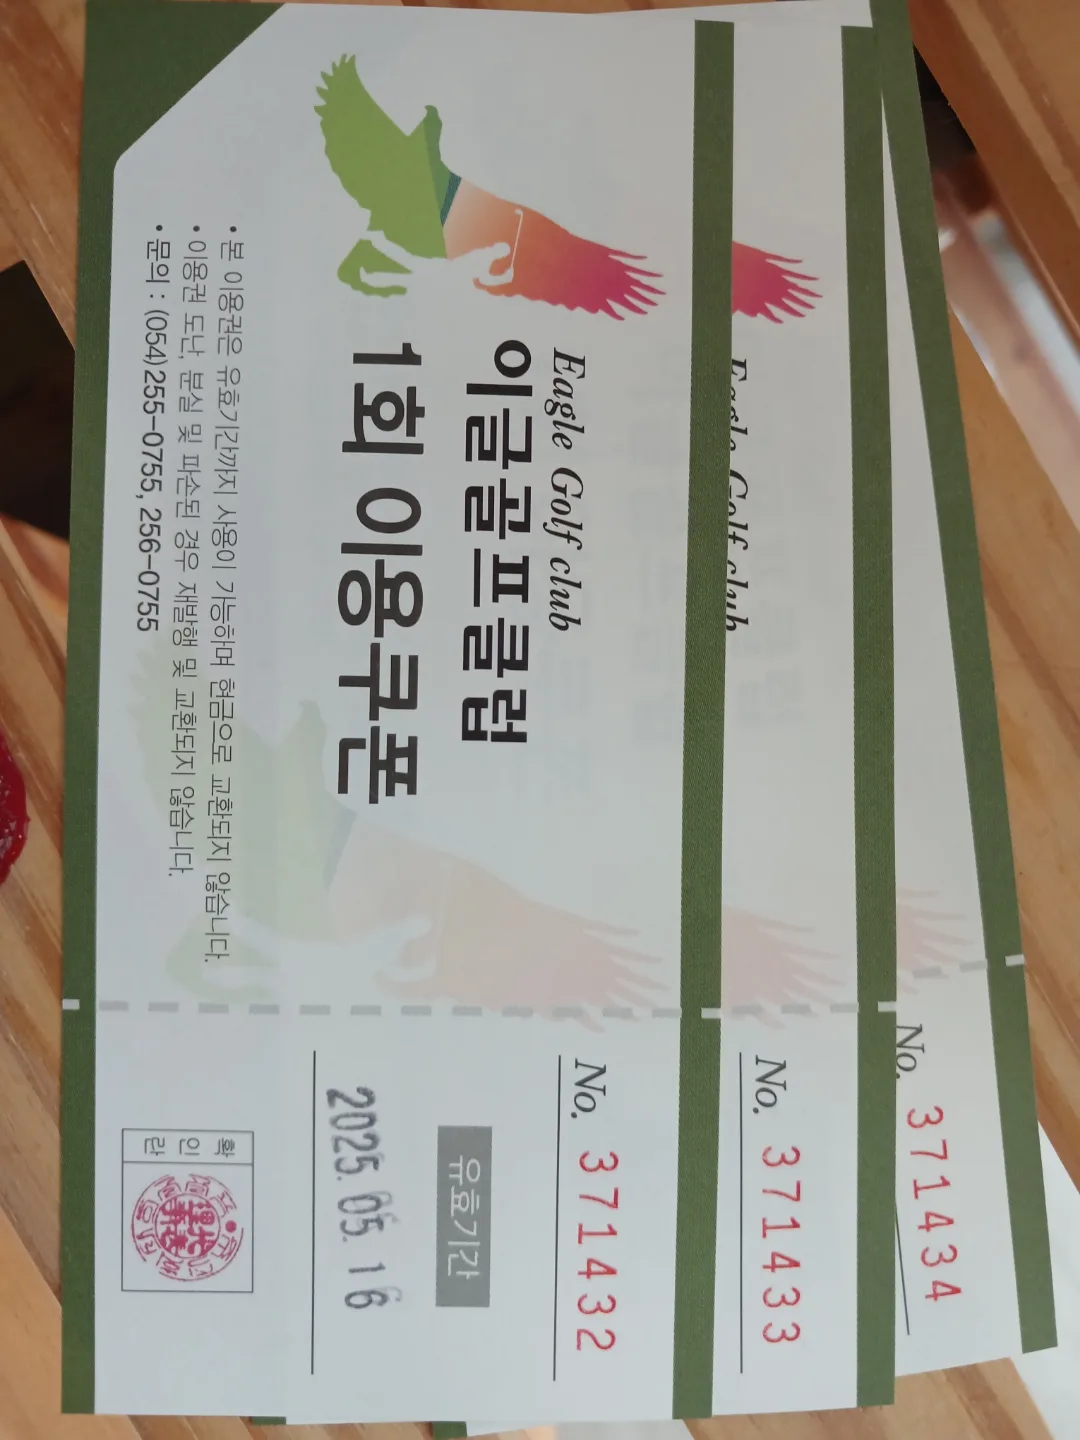 Eagle Golf club
이글골프클럽
1회 이용쿠폰
• 본 이용권은 유효기간까지 사용이 가능하며 현금으로 교환되지 않습니다.
• 이용권 도난, 분실 및 파손된 경우 재발행 및 교환되지 않습니다.
• 문의 : (054)255-0755, 256-0755
No. 371432
유효기간
2025. 05. 16
확인란
Eagle Golf club
No. 371433
No. 371434